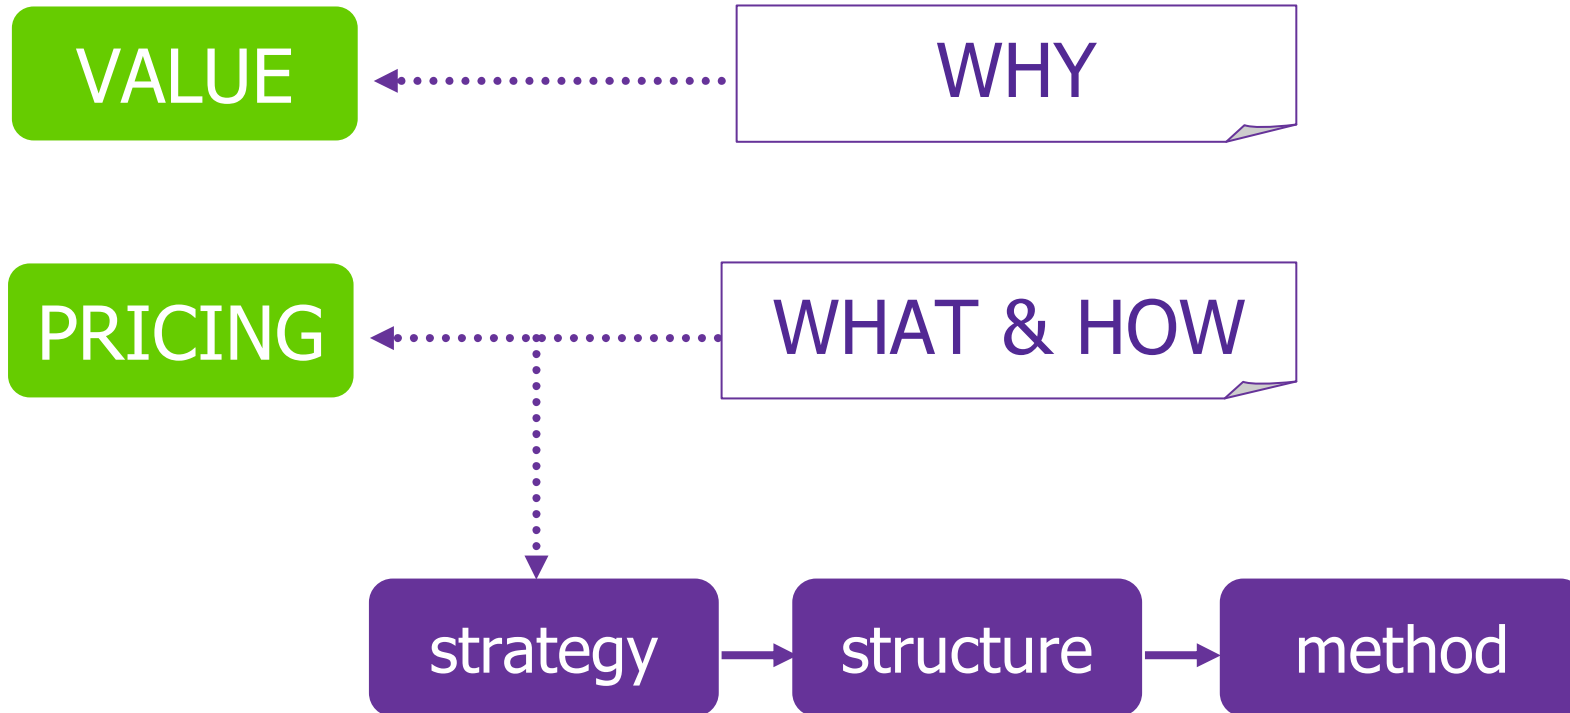 VALUE
WHY
PRICING
WHAT & HOW
strategy
structure
method